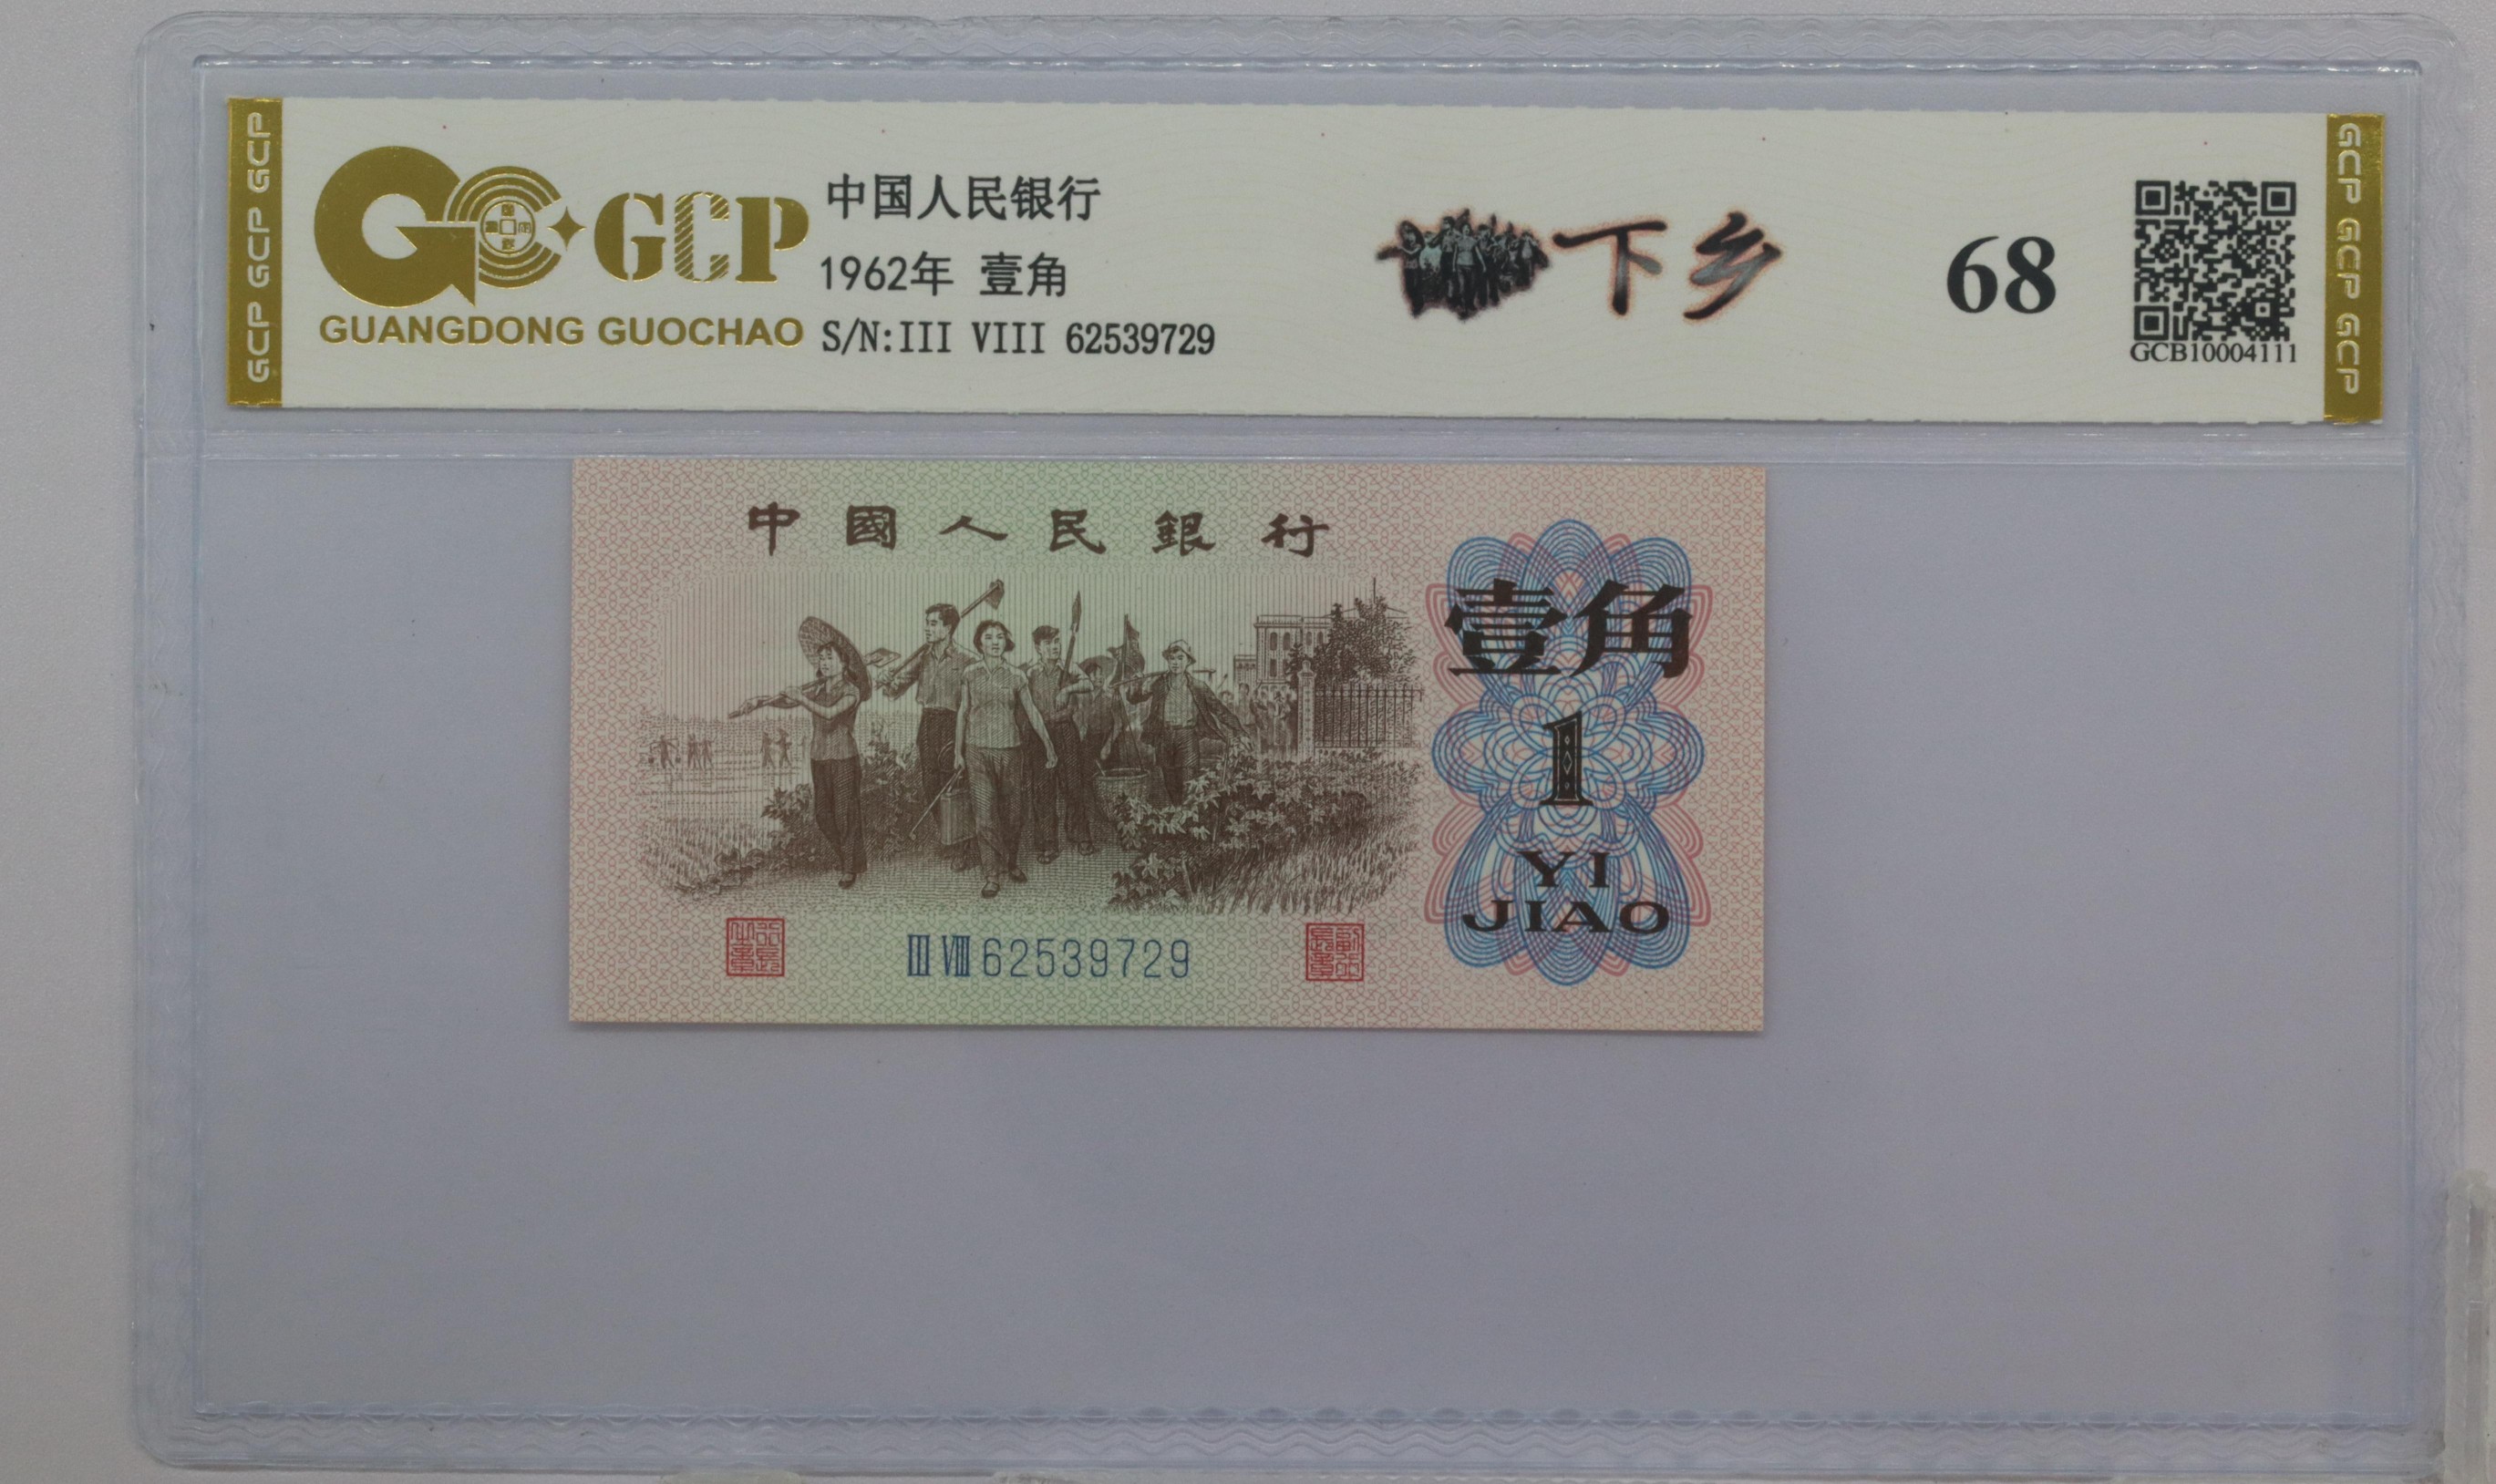 GCP GCP GCP
GCP
GUANGDONG GUOCHAO
中国人民银行
1962年 壹角
S/N:III VIII 62539729
下乡
68
GCB10004111
GCP GCP GCP
中國人民銀行
壹角
1
YI
JIAO
III VIII 62539729